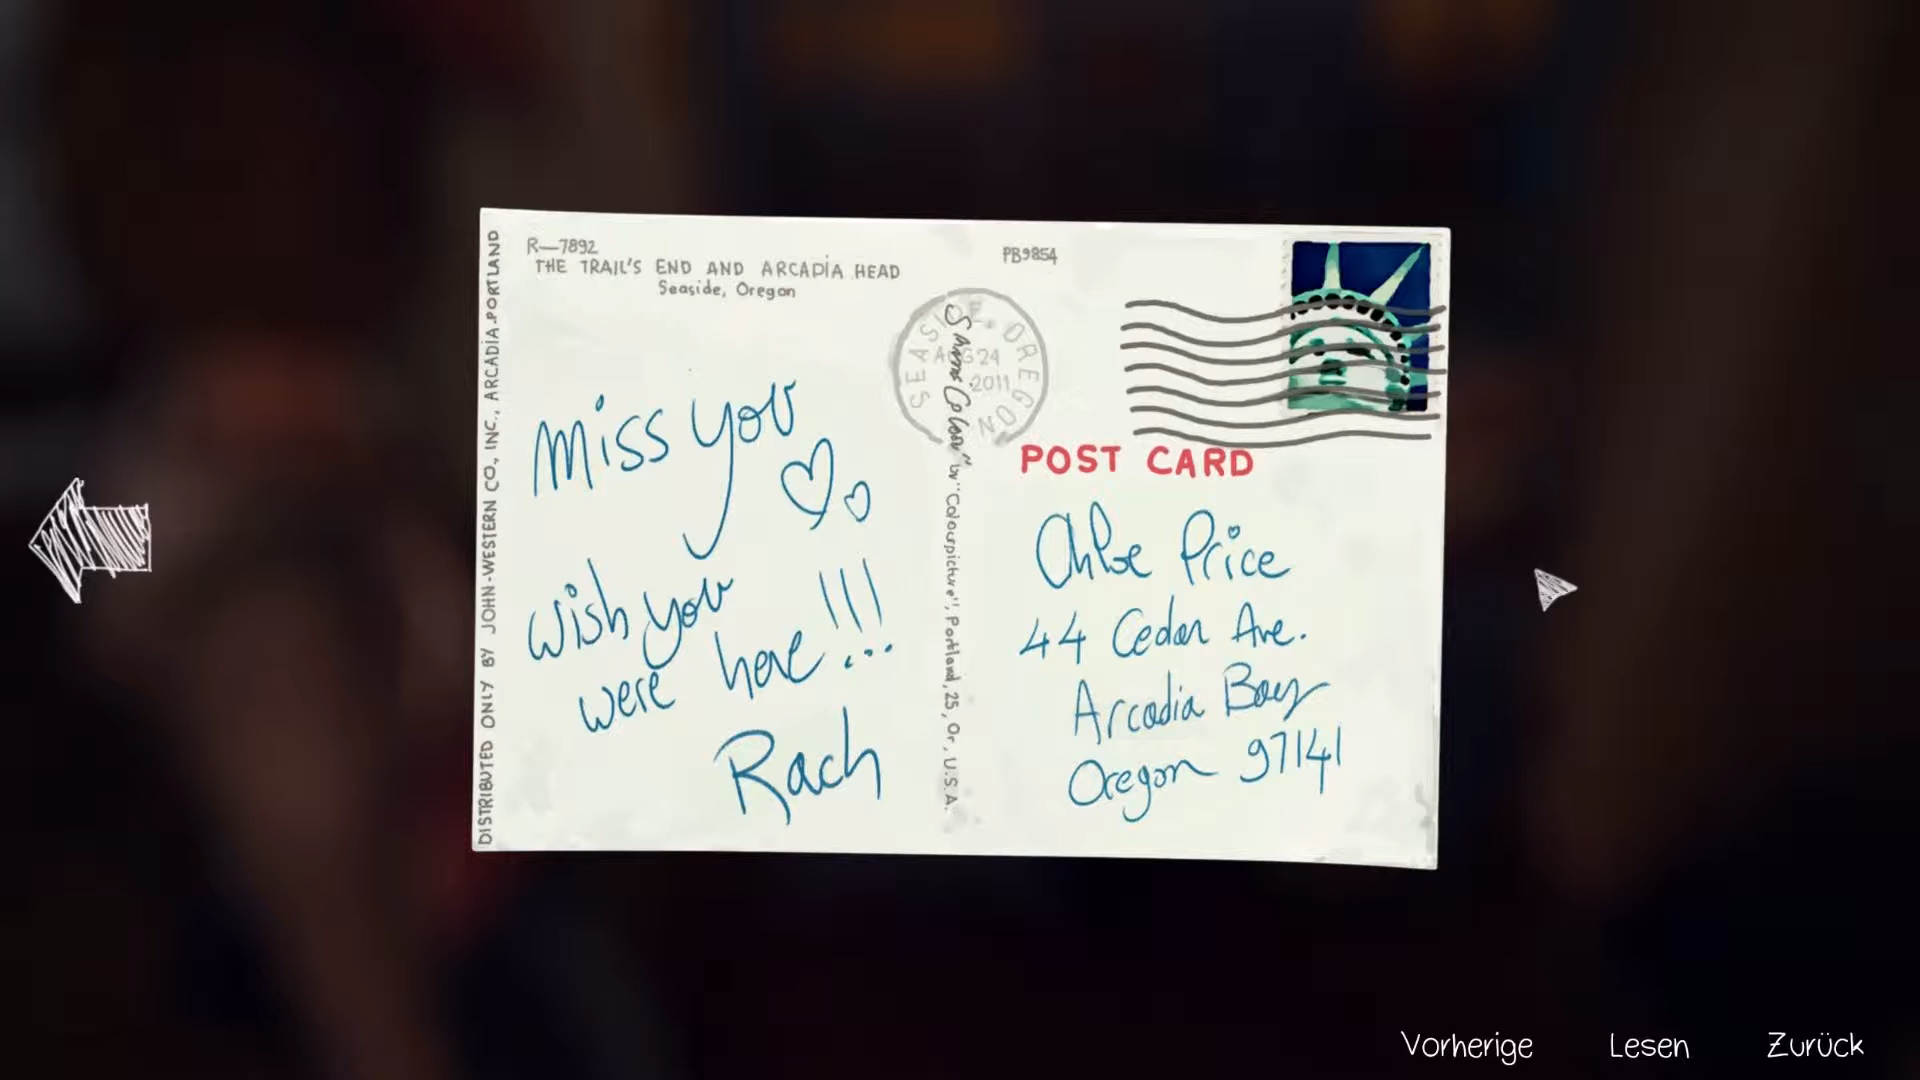 R—7892
THE TRAIL'S END AND ARCADIA HEAD
Seaside, Oregon
PB9854
DISTRIBUTED ONLY BY JOHN-WESTERN CO., INC., ARCADIA-PORTLAND
SEASIDE, OREGON
AUG 24
2011
by "Colourpicture", Portland, 25, Or, U.S.A.
miss you
wish you
were here!!!
Rach
POST CARD
Chloe Price
44 Cedar Ave.
Arcadia Bay
Oregon 97141
Vorherige
Lesen
Zurück